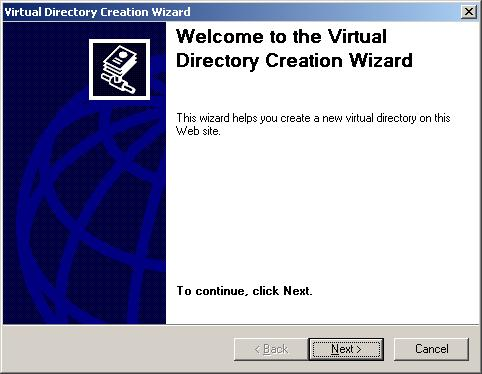 Virtual Directory Creation Wizard
Welcome to the Virtual
Directory Creation Wizard
This wizard helps you create a new virtual directory on this
Web site.
To continue, click Next.
< Back
Next >
Cancel